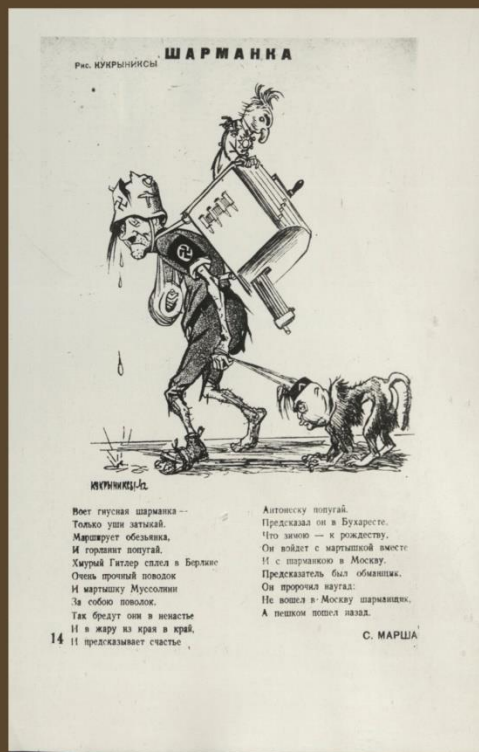 ШАРМАНКА
Рис. КУКРЫНИКСЫ
КУКРЫНИКСЫ-42
Воет гнусная шарманка —
Только уши затыкай.
Марширует обезьянка,
И горланит попугай.
Хмурый Гитлер сплел в Берлине
Очень прочный поводок
И мартышку Муссолини
За собою поволок.
Так бредут они в ненастье
И в жару из края в край,
И предсказывает счастье
Антонеску попугай.
Предсказал он в Бухаресте,
Что зимою — к рождеству,
Он войдет с мартышкой вместе
И с шарманкою в Москву.
Предсказатель был обманщик,
Он пророчил наугад:
Не вошел в Москву шарманщик,
А пешком пошел назад.
С. МАРША
14